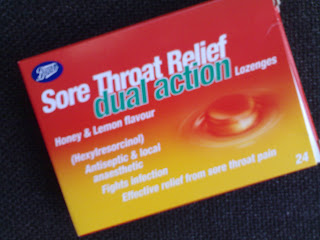 Boots
Sore Throat Relief
dual action Lozenges
Honey & Lemon flavour
(Hexylresorcinol)
Antiseptic & local
anaesthetic
Fights infection
Effective relief from sore throat pain
24